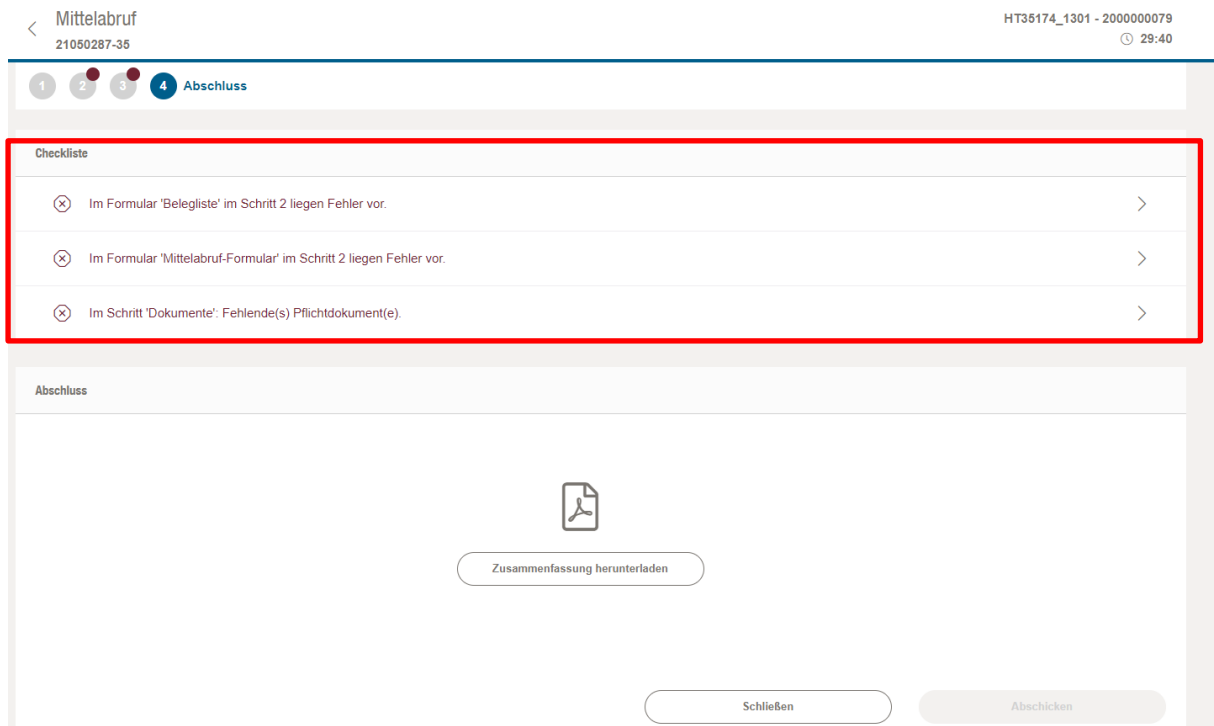 Mittelabruf
HT35174_1301 - 2000000079
21050287-35
29:40
1 2 3 4 Abschluss
Checkliste
Im Formular 'Belegliste' im Schritt 2 liegen Fehler vor.
Im Formular 'Mittelabruf-Formular' im Schritt 2 liegen Fehler vor.
Im Schritt 'Dokumente': Fehlende(s) Pflichtdokument(e).
Abschluss
Zusammenfassung herunterladen
Schließen
Abschicken